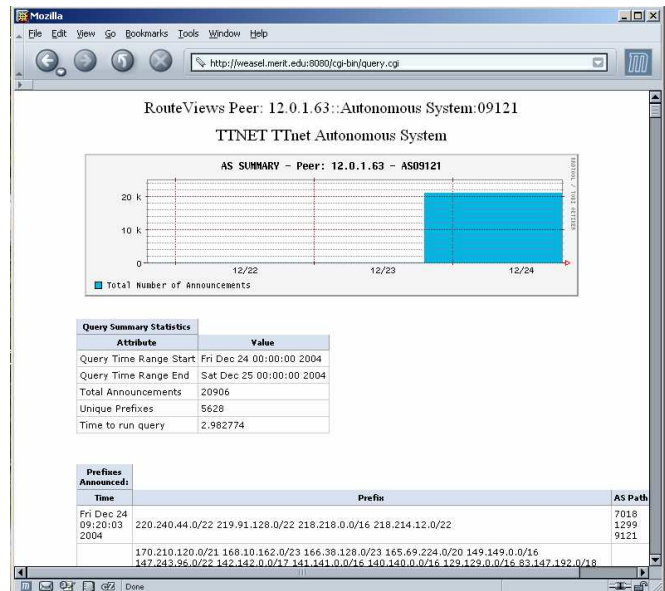 Mozilla
File Edit View Go Bookmarks Tools Window Help
http://weasel.merit.edu:8080/cgi-bin/query.cgi
RouteViews Peer: 12.0.1.63::Autonomous System:09121
TTNET TTnet Autonomous System
AS SUMMARY - Peer: 12.0.1.63 - AS09121
20 k
10 k
0
12/22 12/23 12/24
Total Number of Announcements
RRDTOOL / TOBI OETIKER
Query Summary Statistics
Attribute Value
Query Time Range Start Fri Dec 24 00:00:00 2004
Query Time Range End Sat Dec 25 00:00:00 2004
Total Announcements 20906
Unique Prefixes 5628
Time to run query 2.982774
Prefixes
Announced:
Time Prefix AS Path
Fri Dec 24
09:20:03
2004
220.240.44.0/22 219.91.128.0/22 218.218.0.0/16 218.214.12.0/22
7018
1299
9121
170.210.120.0/21 168.10.162.0/23 166.38.128.0/23 165.69.224.0/20 149.149.0.0/16
147.243.96.0/22 142.142.0.0/17 141.141.0.0/16 140.140.0.0/16 129.129.0.0/16 83.147.192.0/18
Done